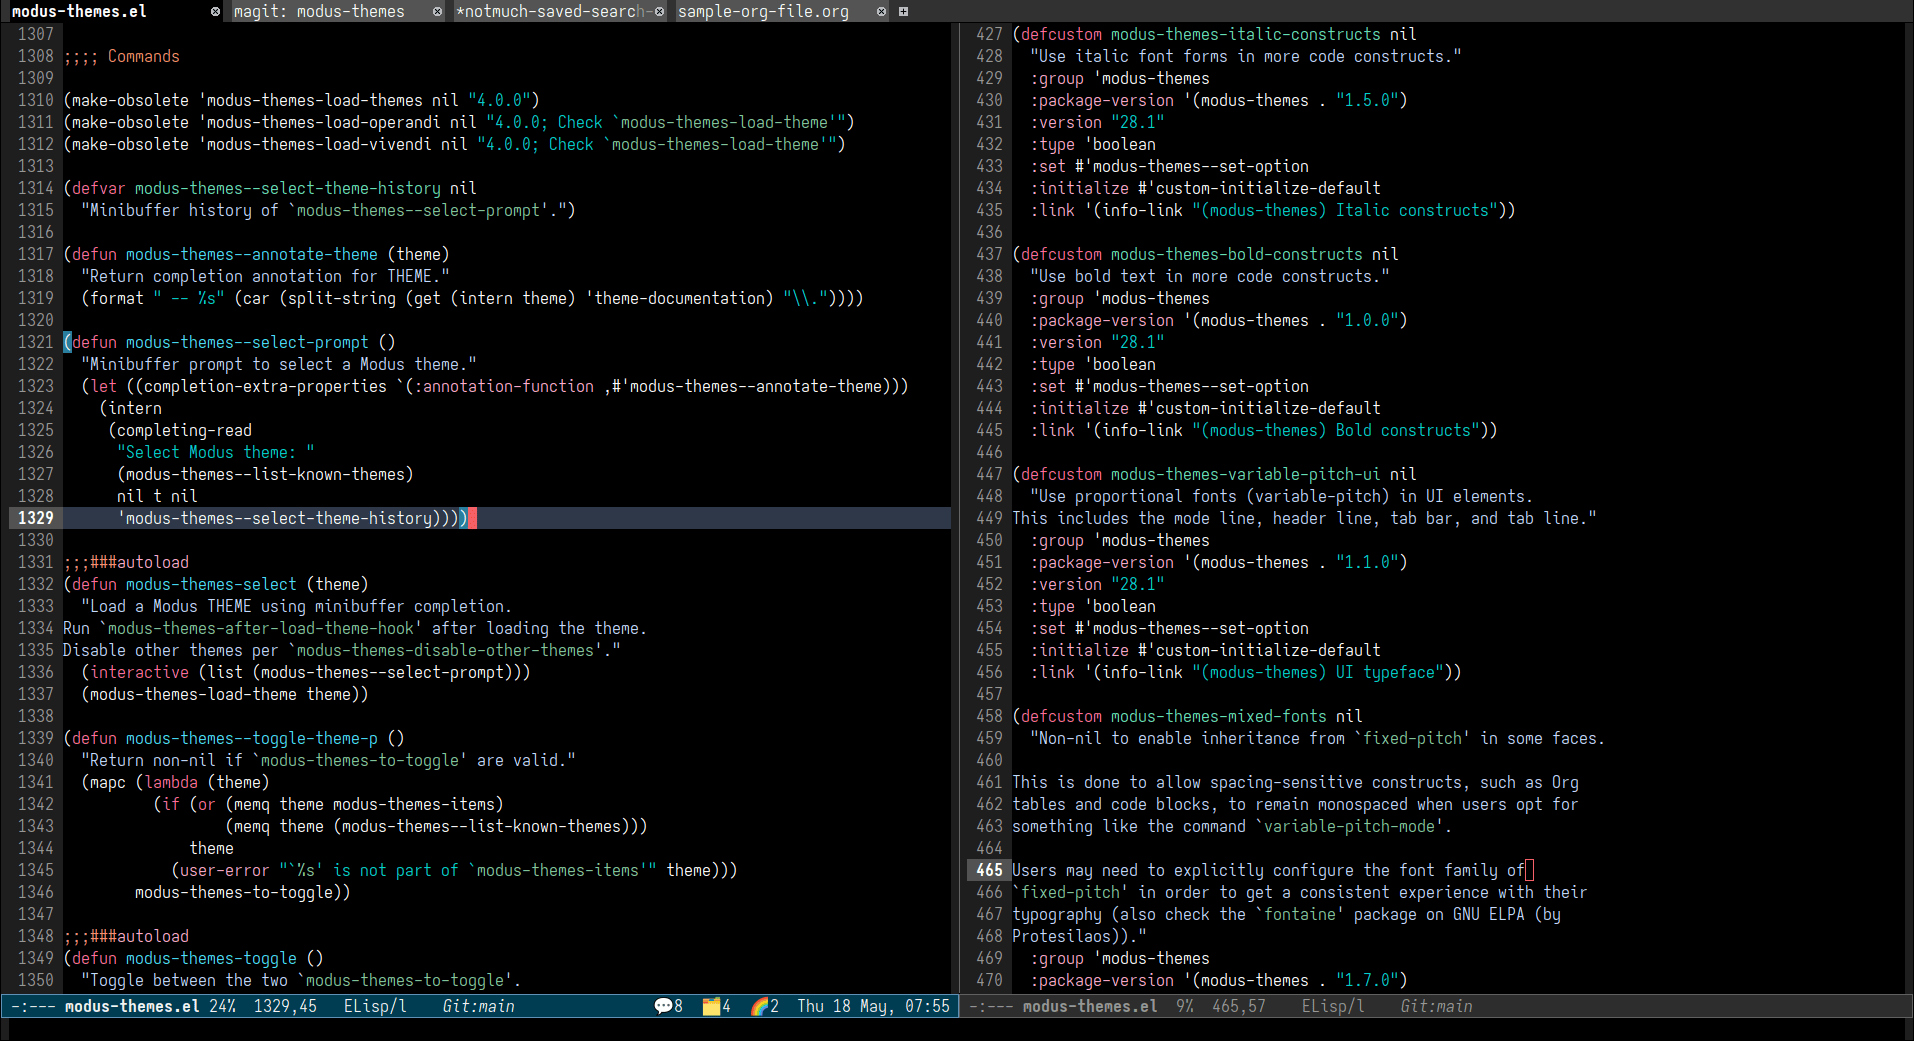 modus-themes.el magit: modus-themes *notmuch-saved-search- sample-org-file.org
1307
1308 ;;;; Commands
1309
1310 (make-obsolete 'modus-themes-load-themes nil "4.0.0")
1311 (make-obsolete 'modus-themes-load-operandi nil "4.0.0; Check `modus-themes-load-theme'")
1312 (make-obsolete 'modus-themes-load-vivendi nil "4.0.0; Check `modus-themes-load-theme'")
1313
1314 (defvar modus-themes--select-theme-history nil
1315   "Minibuffer history of `modus-themes--select-prompt'.")
1316
1317 (defun modus-themes--annotate-theme (theme)
1318   "Return completion annotation for THEME."
1319   (format " -- %s" (car (split-string (get (intern theme) 'theme-documentation) "\\."))))
1320
1321 (defun modus-themes--select-prompt ()
1322   "Minibuffer prompt to select a Modus theme."
1323   (let ((completion-extra-properties `(:annotation-function ,#'modus-themes--annotate-theme)))
1324     (intern
1325      (completing-read
1326       "Select Modus theme: "
1327       (modus-themes--list-known-themes)
1328       nil t nil
1329       'modus-themes--select-theme-history))))
1330
1331 ;;;###autoload
1332 (defun modus-themes-select (theme)
1333   "Load a Modus THEME using minibuffer completion.
1334 Run `modus-themes-after-load-theme-hook' after loading the theme.
1335 Disable other themes per `modus-themes-disable-other-themes'."
1336   (interactive (list (modus-themes--select-prompt)))
1337   (modus-themes-load-theme theme))
1338
1339 (defun modus-themes--toggle-theme-p ()
1340   "Return non-nil if `modus-themes-to-toggle' are valid."
1341   (mapc (lambda (theme)
1342           (if (or (memq theme modus-themes-items)
1343                   (memq theme (modus-themes--list-known-themes)))
1344               theme
1345             (user-error "`%s' is not part of `modus-themes-items'" theme)))
1346         modus-themes-to-toggle))
1347
1348 ;;;###autoload
1349 (defun modus-themes-toggle ()
1350   "Toggle between the two `modus-themes-to-toggle'.
-:--- modus-themes.el 24% 1329,45 ELisp/l Git:main 💬8 🗂️4 🌈2 Thu 18 May, 07:55
427 (defcustom modus-themes-italic-constructs nil
428   "Use italic font forms in more code constructs."
429   :group 'modus-themes
430   :package-version '(modus-themes . "1.5.0")
431   :version "28.1"
432   :type 'boolean
433   :set #'modus-themes--set-option
434   :initialize #'custom-initialize-default
435   :link '(info-link "(modus-themes) Italic constructs"))
436
437 (defcustom modus-themes-bold-constructs nil
438   "Use bold text in more code constructs."
439   :group 'modus-themes
440   :package-version '(modus-themes . "1.0.0")
441   :version "28.1"
442   :type 'boolean
443   :set #'modus-themes--set-option
444   :initialize #'custom-initialize-default
445   :link '(info-link "(modus-themes) Bold constructs"))
446
447 (defcustom modus-themes-variable-pitch-ui nil
448   "Use proportional fonts (variable-pitch) in UI elements.
449 This includes the mode line, header line, tab bar, and tab line."
450   :group 'modus-themes
451   :package-version '(modus-themes . "1.1.0")
452   :version "28.1"
453   :type 'boolean
454   :set #'modus-themes--set-option
455   :initialize #'custom-initialize-default
456   :link '(info-link "(modus-themes) UI typeface"))
457
458 (defcustom modus-themes-mixed-fonts nil
459   "Non-nil to enable inheritance from `fixed-pitch' in some faces.
460
461 This is done to allow spacing-sensitive constructs, such as Org
462 tables and code blocks, to remain monospaced when users opt for
463 something like the command `variable-pitch-mode'.
464
465 Users may need to explicitly configure the font family of
466 `fixed-pitch' in order to get a consistent experience with their
467 typography (also check the `fontaine' package on GNU ELPA (by
468 Protesilaos))."
469   :group 'modus-themes
470   :package-version '(modus-themes . "1.7.0")
-:--- modus-themes.el 9% 465,57 ELisp/l Git:main